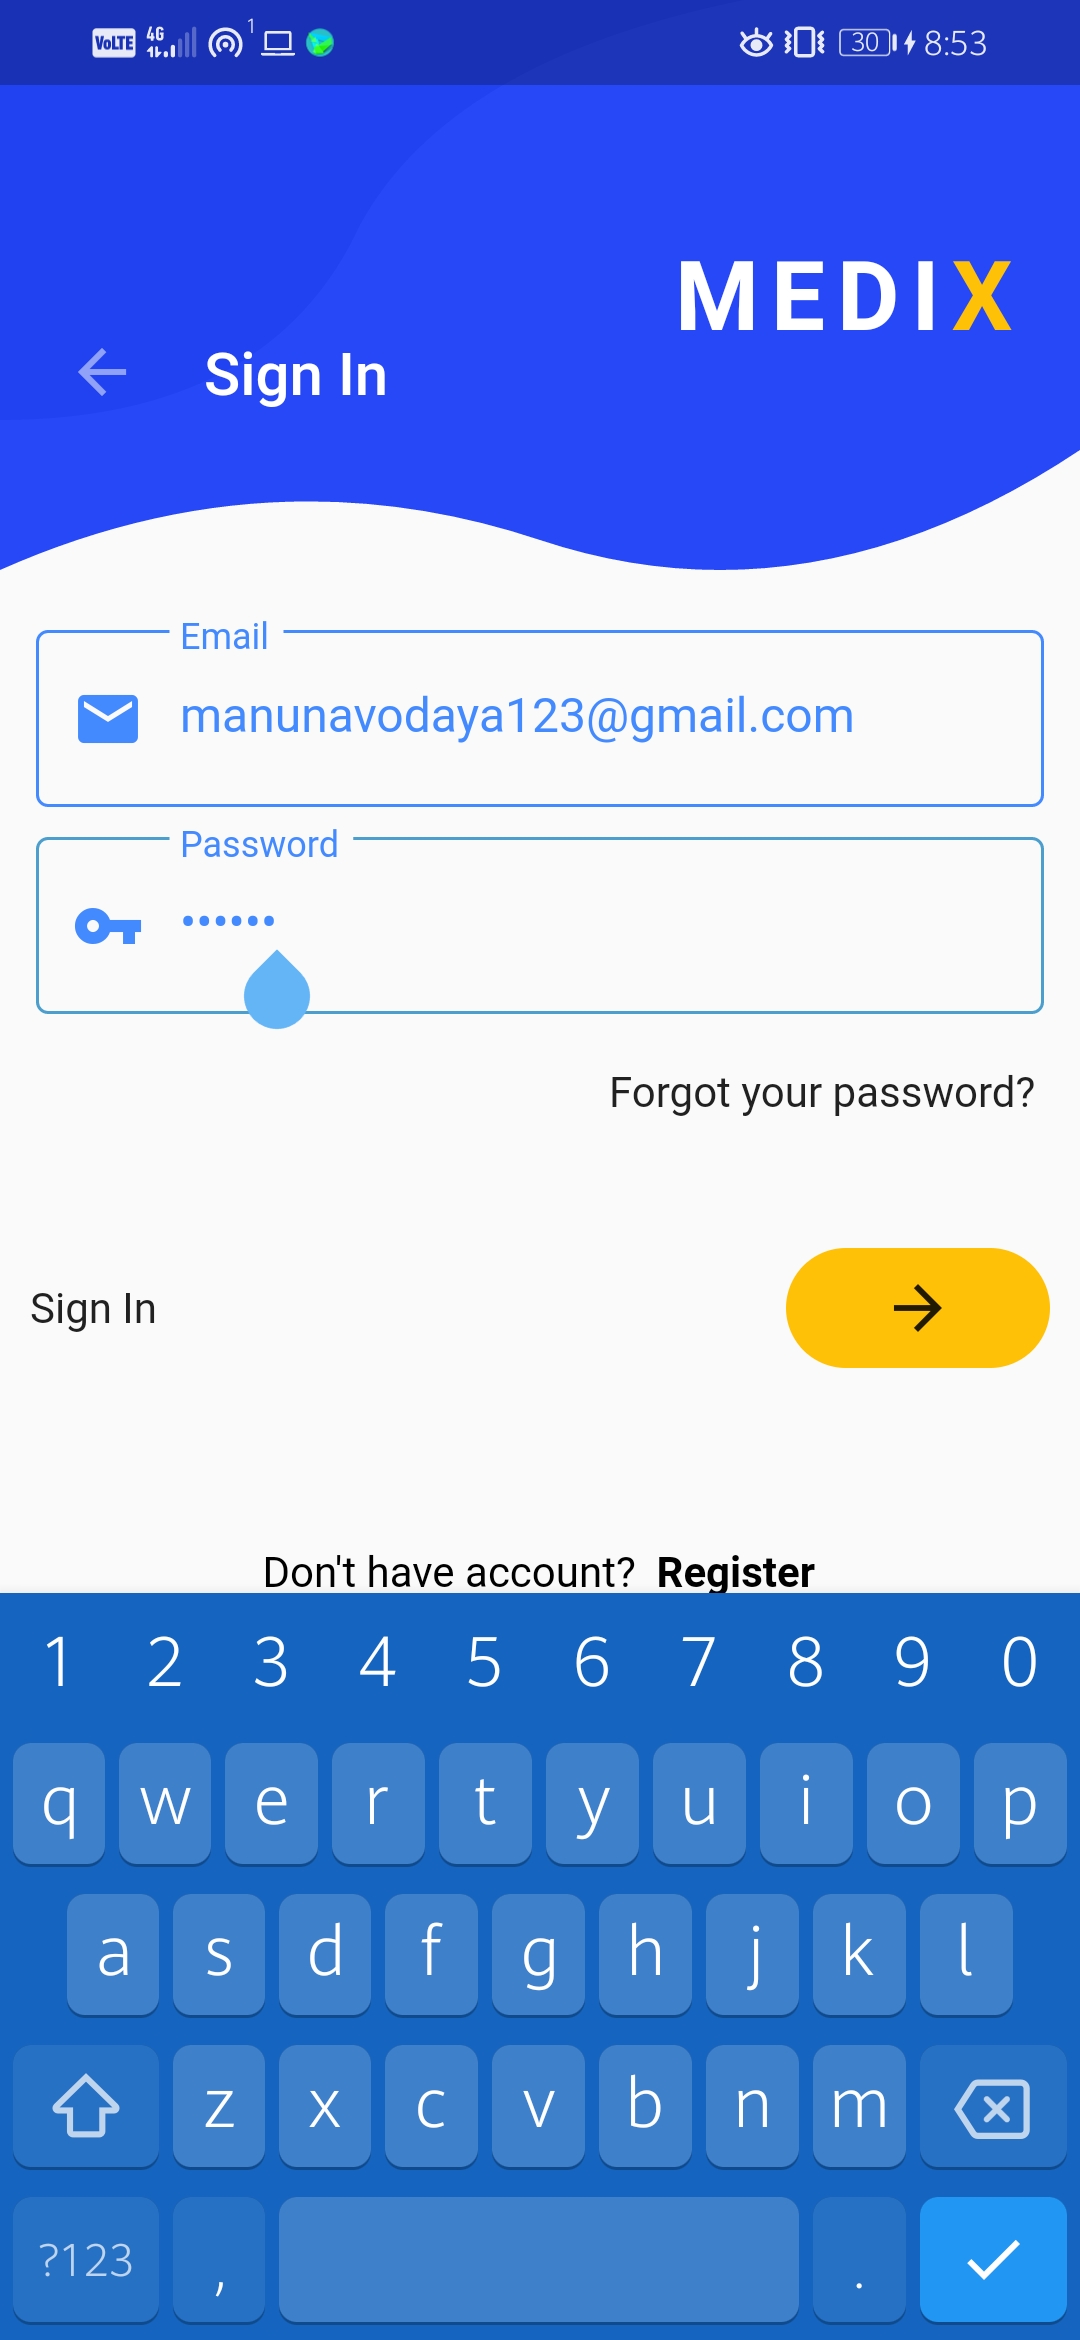 VoLTE 4G 1 30 8:53
MEDIX
Sign In
Email
manunavodaya123@gmail.com
Password
••••••
Forgot your password?
Sign In
Don't have account? Register
1 2 3 4 5 6 7 8 9 0
q w e r t y u i o p
a s d f g h j k l
z x c v b n m
?123 , .